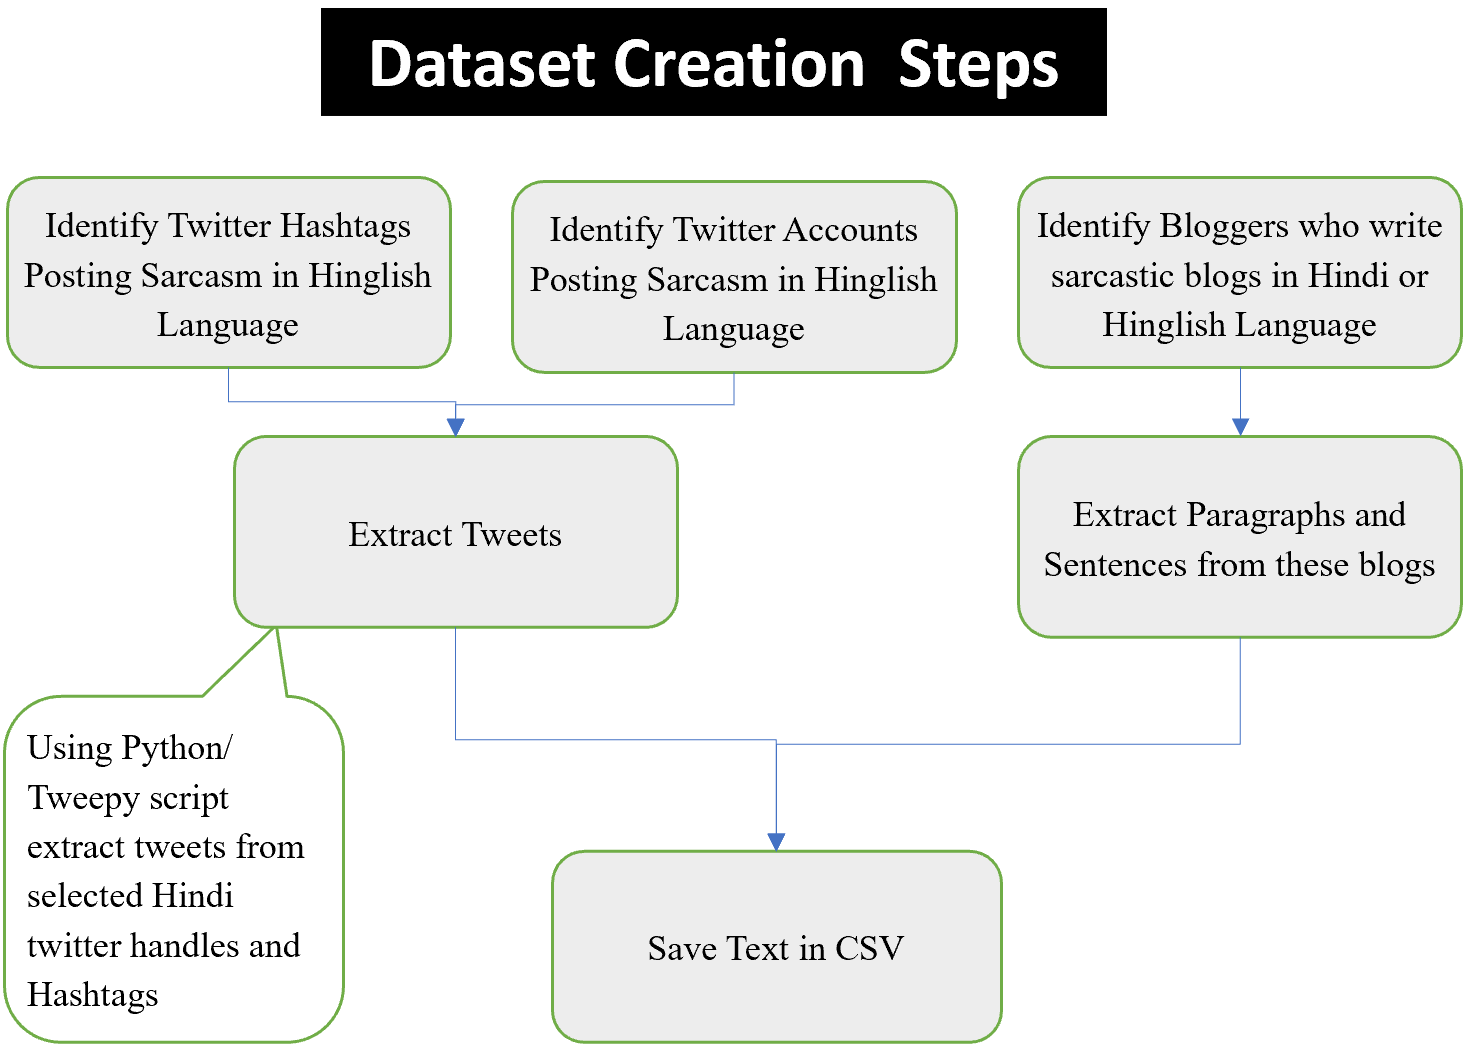 Dataset Creation  Steps
Identify Twitter Hashtags
Posting Sarcasm in Hinglish
Language
Identify Twitter Accounts
Posting Sarcasm in Hinglish
Language
Identify Bloggers who write
sarcastic blogs in Hindi or
Hinglish Language
Extract Tweets
Extract Paragraphs and
Sentences from these blogs
Using Python/
Tweepy script
extract tweets from
selected Hindi
twitter handles and
Hashtags
Save Text in CSV